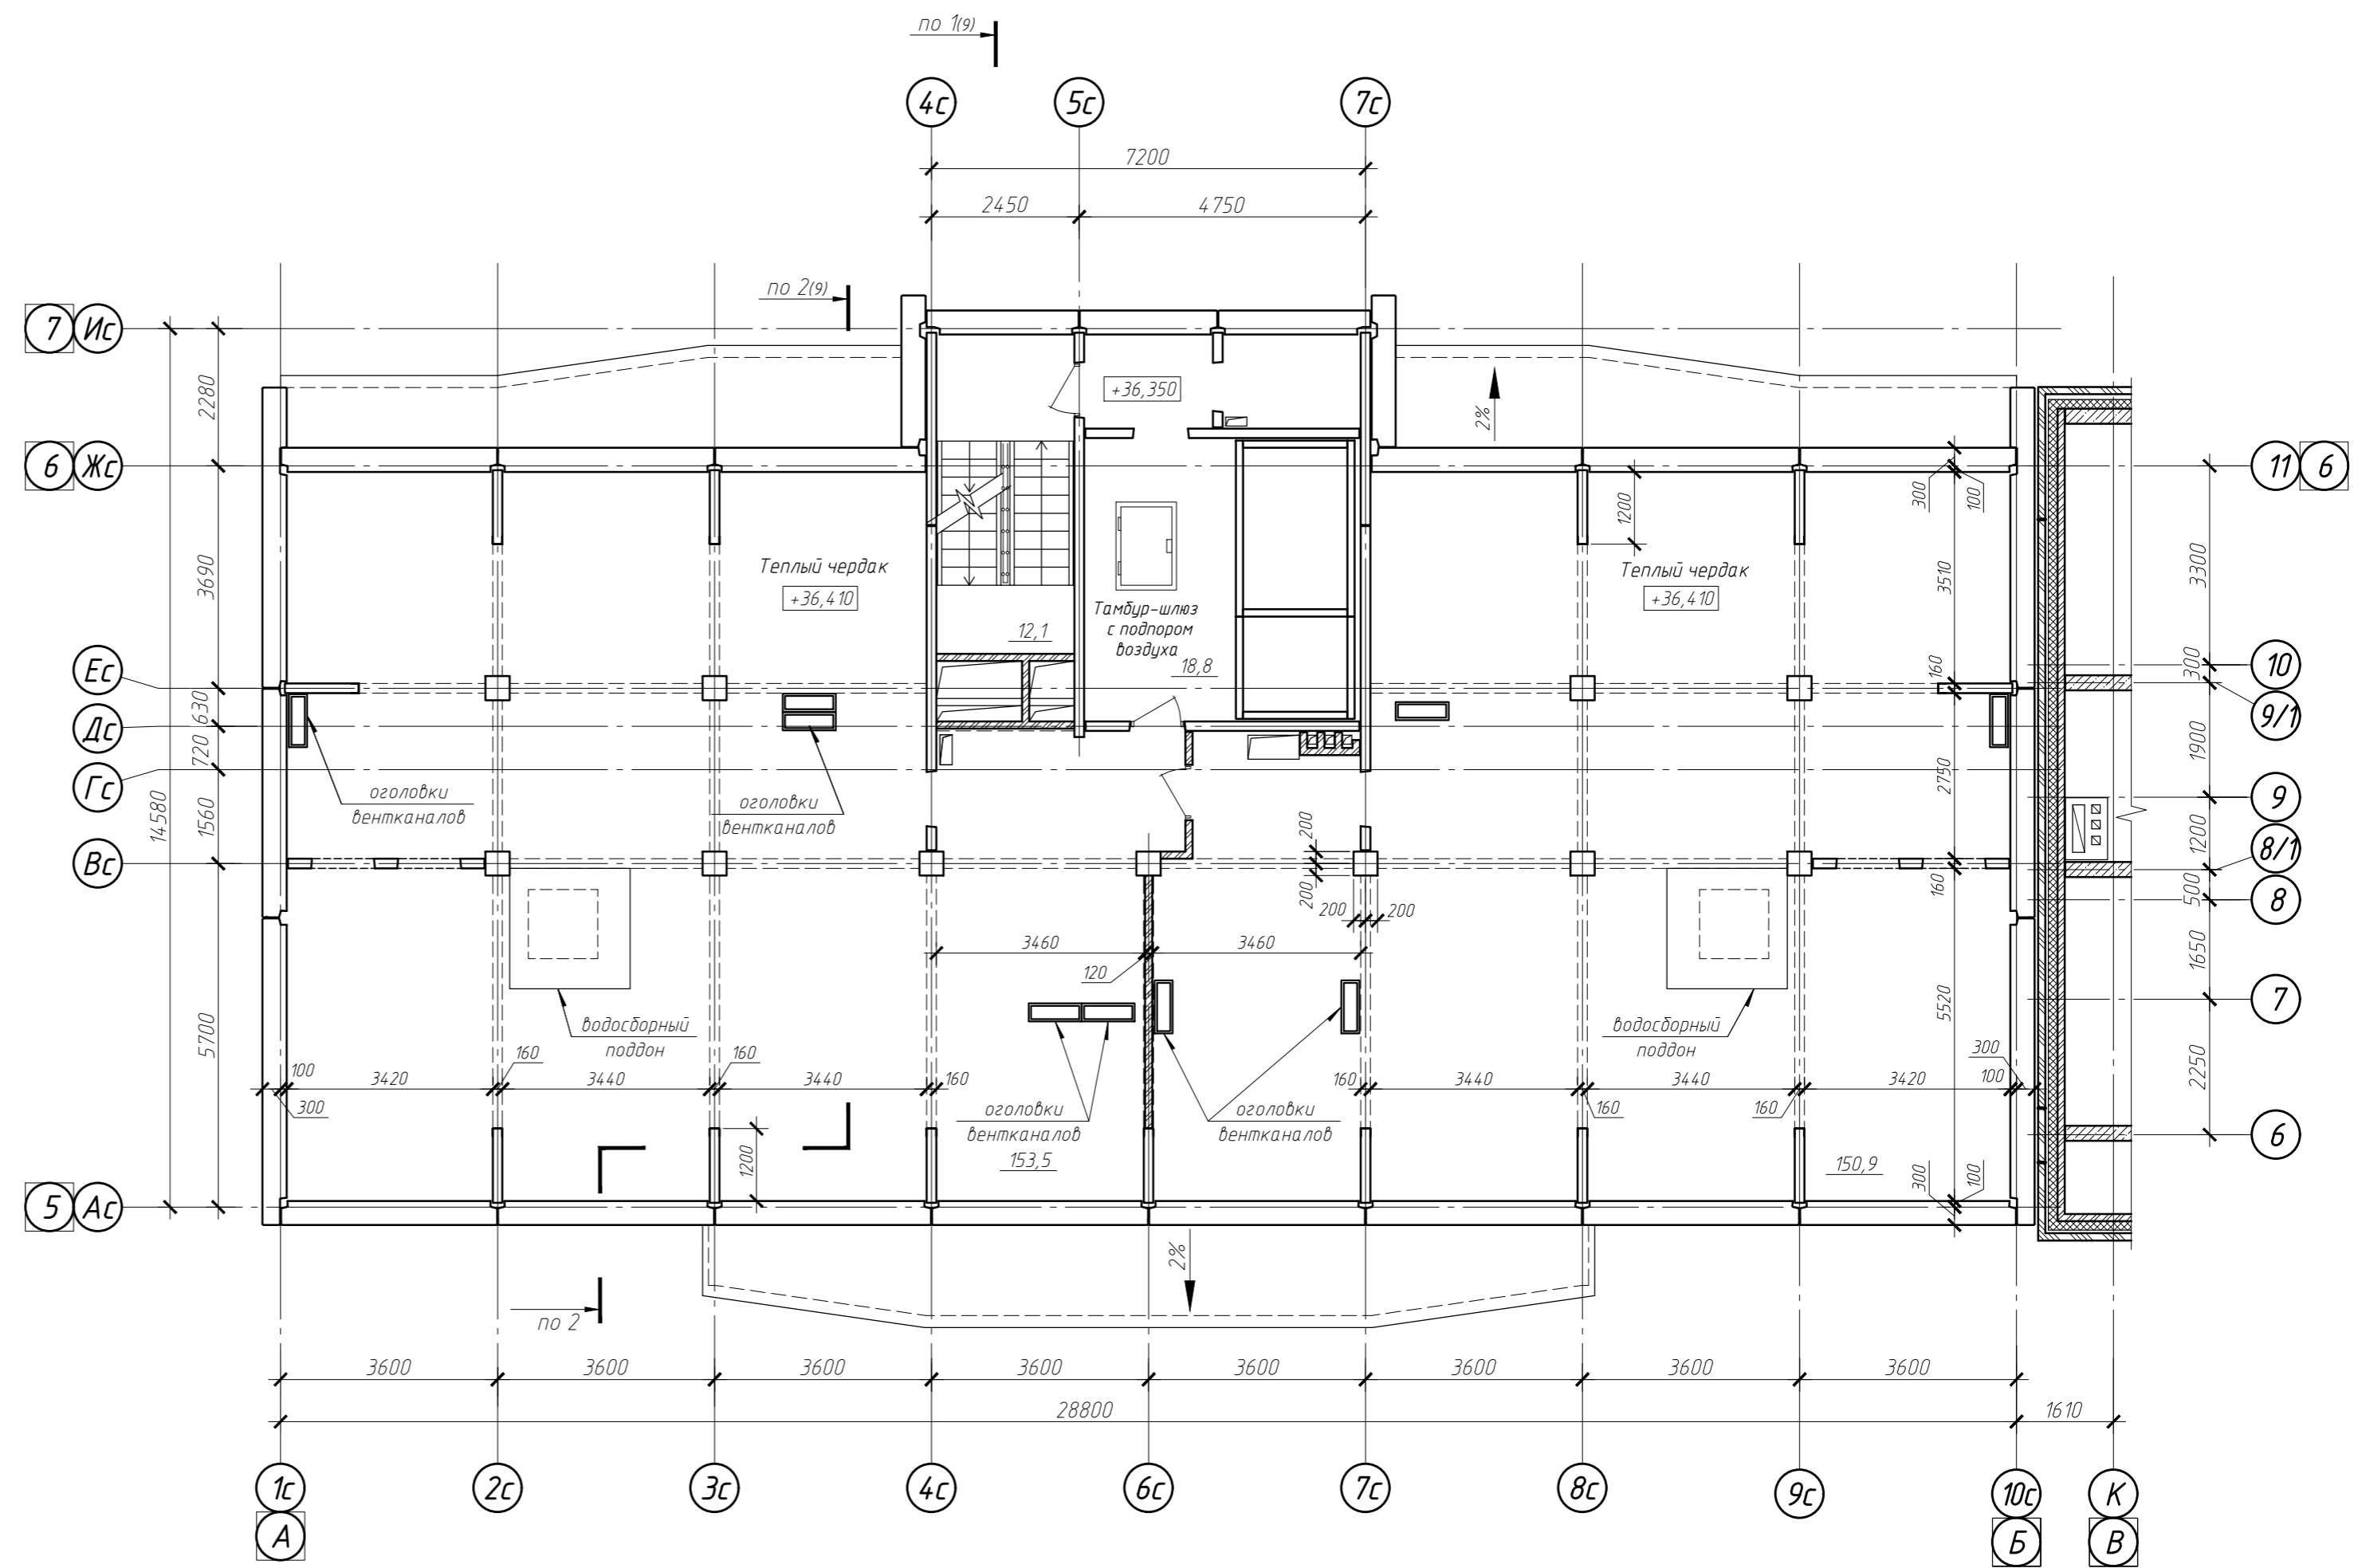 по 1(9)
4с
5с
7с
7200
2450
4750
по 2(9)
7
Ис
+36,350
2%
2280
6
Жс
11
6
1200
300
100
3690
Теплый чердак
+36,410
Теплый чердак
+36,410
3510
3300
Тамбур-шлюз
с подпором
воздуха
12,1
18,8
160
300
Ес
10
630
Дс
9/1
720
1900
Гс
2750
9
оголовки
вентканалов
оголовки
вентканалов
14580
1560
200
1200
8/1
Вс
160
200
200
200
500
8
3460
3460
120
1650
7
5700
5520
водосборный
поддон
водосборный
поддон
160
160
300
100
3420
3440
3440
160
160
3440
3440
3420
100
300
160
160
2250
оголовки
вентканалов
153,5
оголовки
вентканалов
6
1200
150,9
300
100
5
Ас
2%
по 2
3600
3600
3600
3600
3600
3600
3600
3600
28800
1610
1с
2с
3с
4с
6с
7с
8с
9с
10с
К
А
Б
В